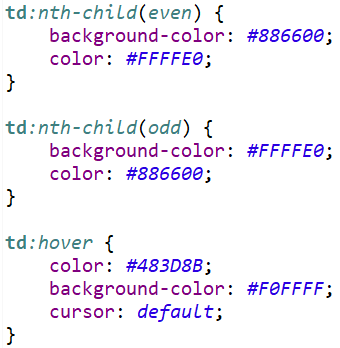 td:nth-child(even) {
    background-color: #886600;
    color: #FFFFE0;
}

td:nth-child(odd) {
    background-color: #FFFFE0;
    color: #886600;
}

td:hover {
    color: #483D8B;
    background-color: #F0FFFF;
    cursor: default;
}